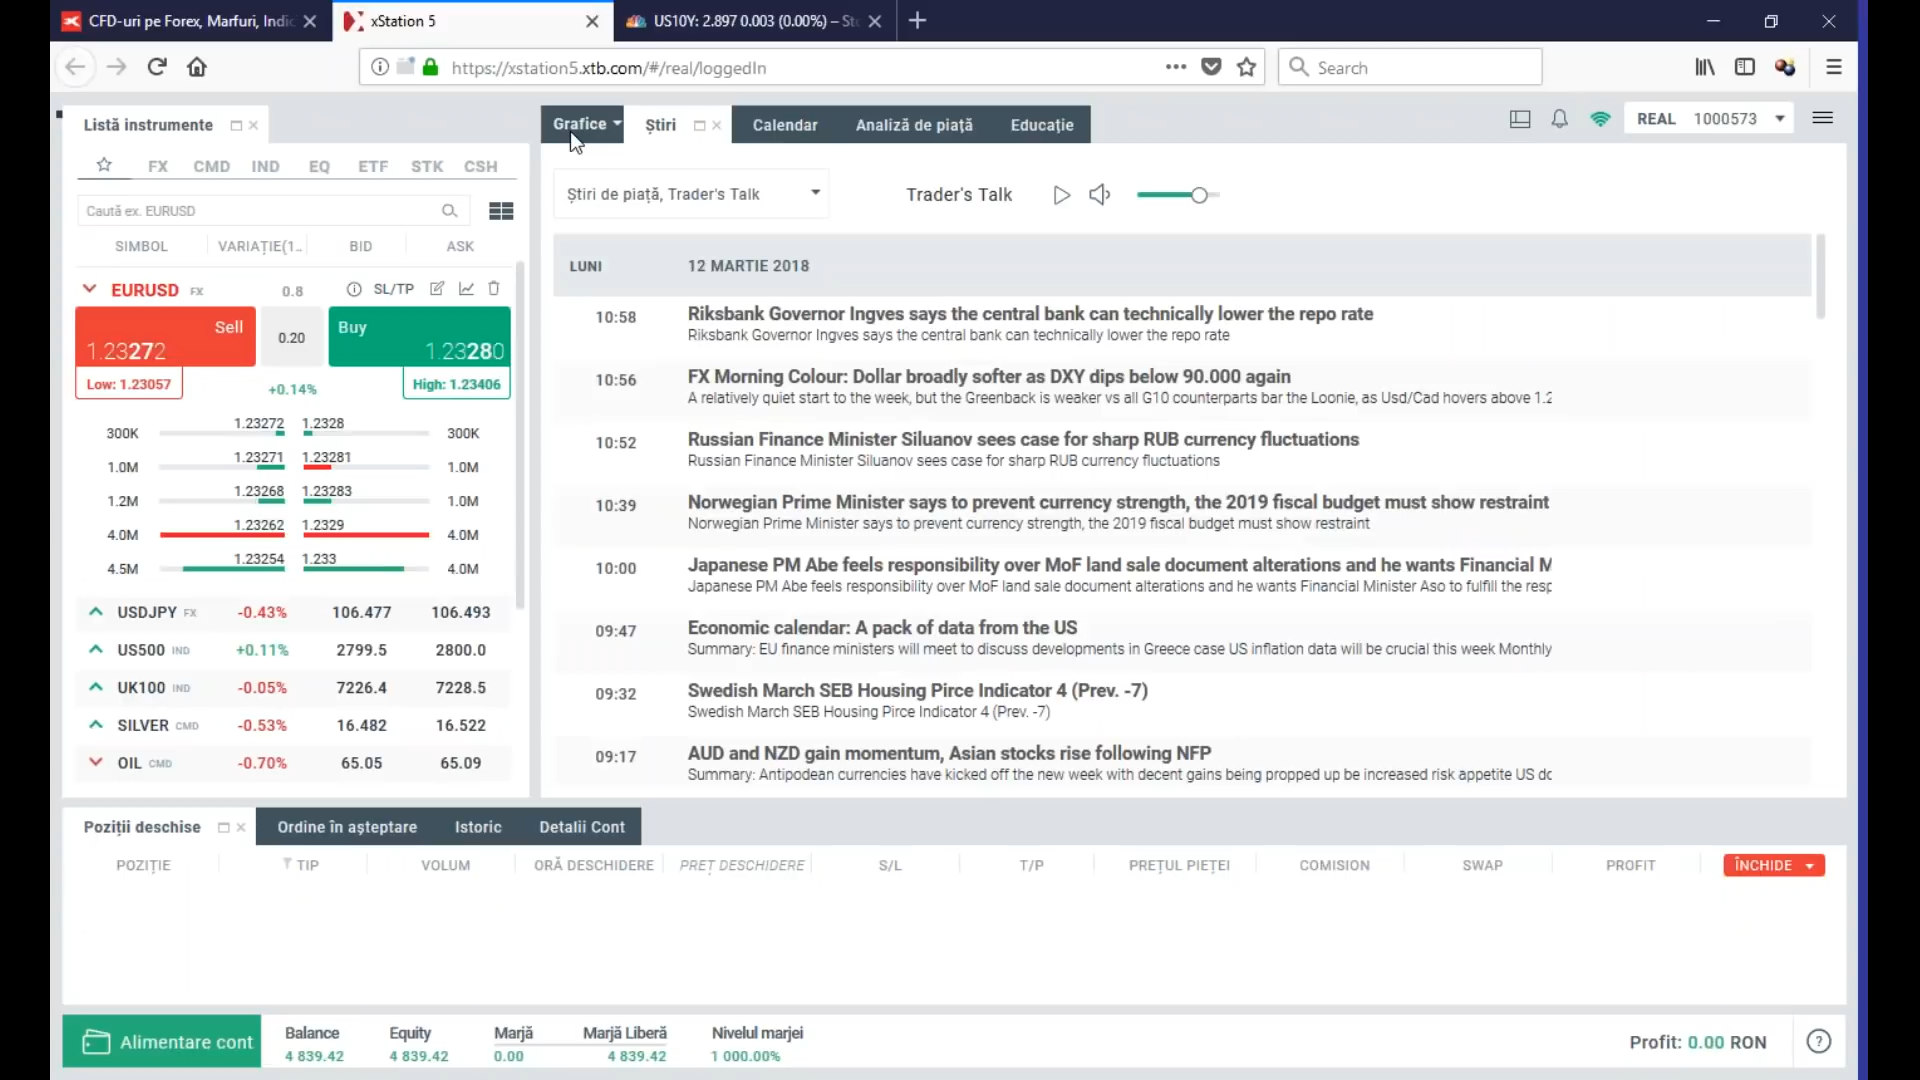 CFD-uri pe Forex, Marfuri, Indic
xStation 5
US10Y: 2.897 0.003 (0.00%) – Sto
https://xstation5.xtb.com/#/real/loggedIn
Search
Listă instrumente
Grafice
Știri
Calendar
Analiză de piață
Educație
REAL 1000573
FX CMD IND EQ ETF STK CSH
Caută ex. EURUSD
SIMBOL VARIAȚIE(1... BID ASK
EURUSD FX 0.8 SL/TP
Sell 0.20 Buy
1.23272 1.23280
Low: 1.23057 +0.14% High: 1.23406
300K 1.23272 1.2328 300K
1.0M 1.23271 1.23281 1.0M
1.2M 1.23268 1.23283 1.0M
4.0M 1.23262 1.2329 4.0M
4.5M 1.23254 1.233 4.0M
USDJPY FX -0.43% 106.477 106.493
US500 IND +0.11% 2799.5 2800.0
UK100 IND -0.05% 7226.4 7228.5
SILVER CMD -0.53% 16.482 16.522
OIL CMD -0.70% 65.05 65.09
Știri de piață, Trader's Talk
Trader's Talk
LUNI 12 MARTIE 2018
10:58 Riksbank Governor Ingves says the central bank can technically lower the repo rate
Riksbank Governor Ingves says the central bank can technically lower the repo rate
10:56 FX Morning Colour: Dollar broadly softer as DXY dips below 90.000 again
A relatively quiet start to the week, but the Greenback is weaker vs all G10 counterparts bar the Loonie, as Usd/Cad hovers above 1.2
10:52 Russian Finance Minister Siluanov sees case for sharp RUB currency fluctuations
Russian Finance Minister Siluanov sees case for sharp RUB currency fluctuations
10:39 Norwegian Prime Minister says to prevent currency strength, the 2019 fiscal budget must show restraint
Norwegian Prime Minister says to prevent currency strength, the 2019 fiscal budget must show restraint
10:00 Japanese PM Abe feels responsibility over MoF land sale document alterations and he wants Financial M
Japanese PM Abe feels responsibility over MoF land sale document alterations and he wants Financial Minister Aso to fulfill the resp
09:47 Economic calendar: A pack of data from the US
Summary: EU finance ministers will meet to discuss developments in Greece case US inflation data will be crucial this week Monthly
09:32 Swedish March SEB Housing Pirce Indicator 4 (Prev. -7)
Swedish March SEB Housing Pirce Indicator 4 (Prev. -7)
09:17 AUD and NZD gain momentum, Asian stocks rise following NFP
Summary: Antipodean currencies have kicked off the new week with decent gains being propped up be increased risk appetite US dc
Poziții deschise
Ordine în așteptare
Istoric
Detalii Cont
POZIȚIE TIP VOLUM ORĂ DESCHIDERE PREȚ DESCHIDERE S/L T/P PREȚUL PIEȚEI COMISION SWAP PROFIT ÎNCHIDE
Alimentare cont
Balance Equity Marjă Marjă Liberă Nivelul marjei
4 839.42 4 839.42 0.00 4 839.42 1 000.00%
Profit: 0.00 RON
?